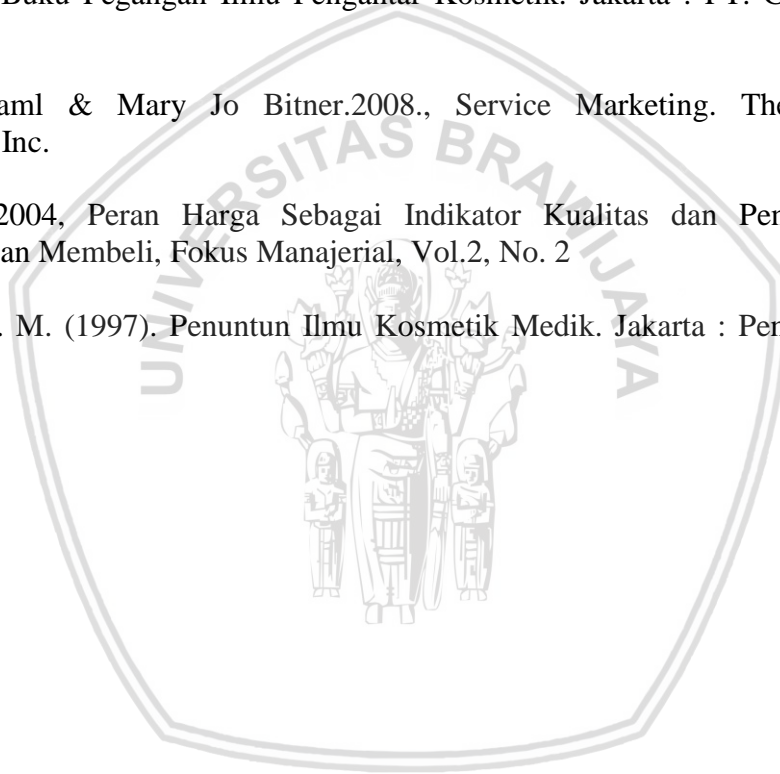 Buku Pegangan Ilmu Pengantar Kosmetik. Jakarta : PT.
aml & Mary Jo Bitner.2008., Service Marketing. The
Inc.
2004, Peran Harga Sebagai Indikator Kualitas dan Pen
an Membeli, Fokus Manajerial, Vol.2, No. 2
. M. (1997). Penuntun Ilmu Kosmetik Medik. Jakarta : Pen
UNIVERSITAS BRAWIJAYA